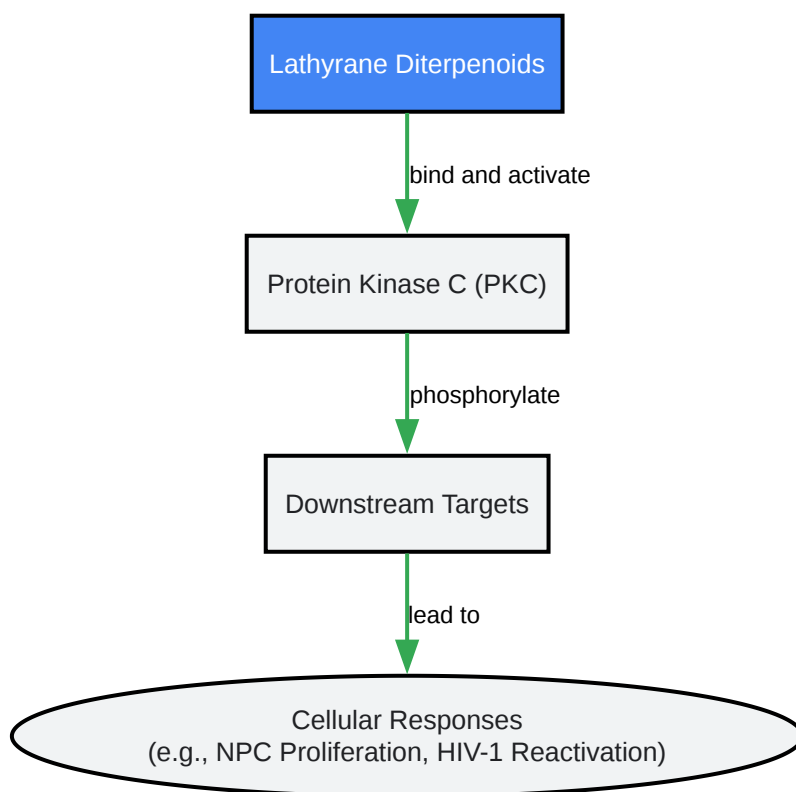 Lathyrane Diterpenoids
bind and activate
Protein Kinase C (PKC)
phosphorylate
Downstream Targets
lead to
Cellular Responses
(e.g., NPC Proliferation, HIV-1 Reactivation)